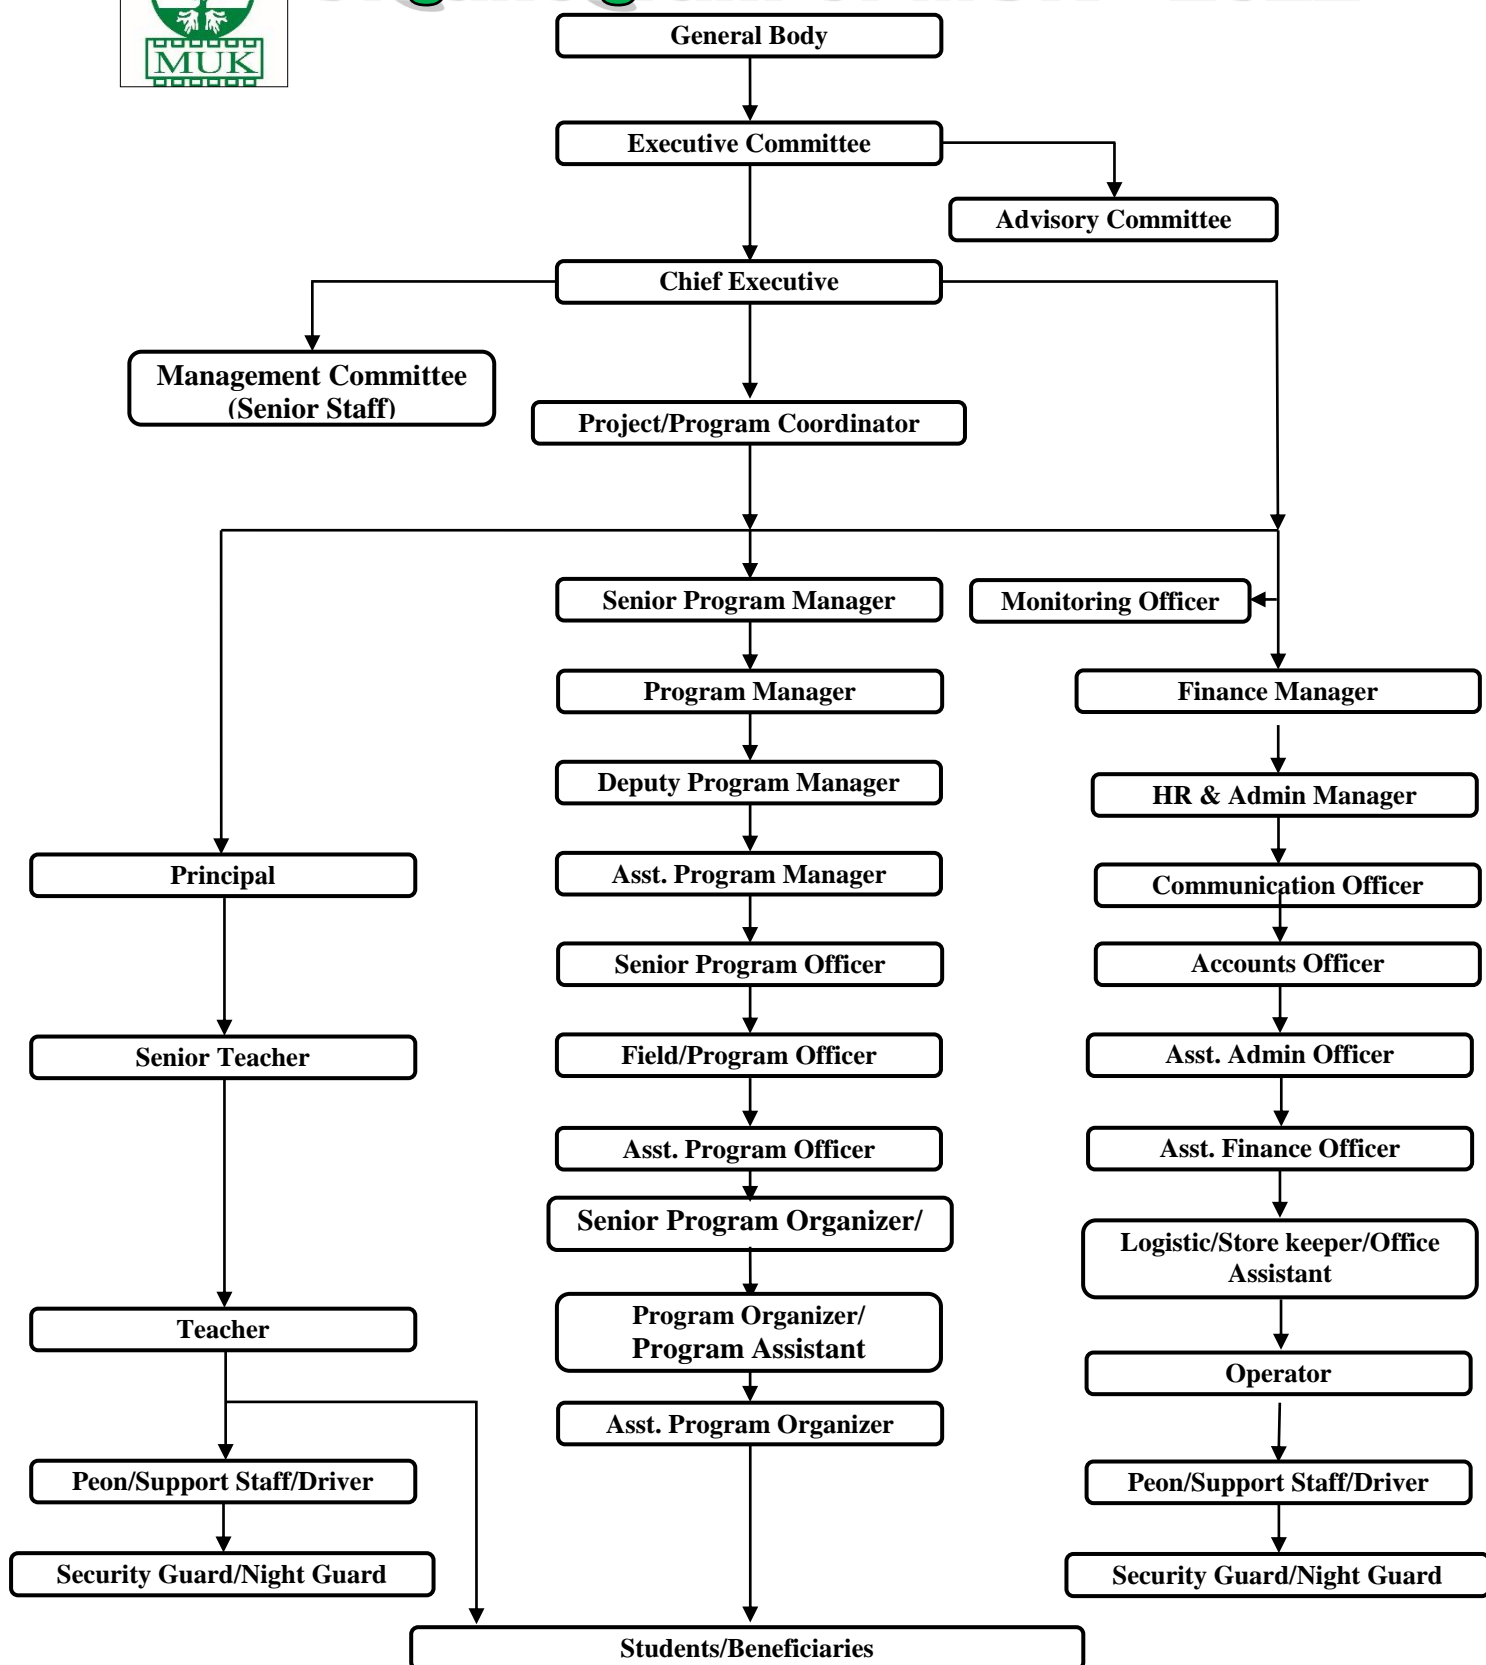 MUK
General Body
Executive Committee
Advisory Committee
Chief Executive
Management Committee
(Senior Staff)
Project/Program Coordinator
Senior Program Manager
Monitoring Officer
Program Manager
Finance Manager
Deputy Program Manager
HR & Admin Manager
Principal
Asst. Program Manager
Communication Officer
Senior Program Officer
Accounts Officer
Senior Teacher
Field/Program Officer
Asst. Admin Officer
Asst. Program Officer
Asst. Finance Officer
Senior Program Organizer/
Logistic/Store keeper/Office
Assistant
Teacher
Program Organizer/
Program Assistant
Operator
Asst. Program Organizer
Peon/Support Staff/Driver
Peon/Support Staff/Driver
Security Guard/Night Guard
Security Guard/Night Guard
Students/Beneficiaries